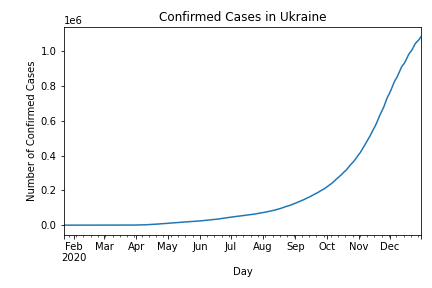 Confirmed Cases in Ukraine
1e6
Number of Confirmed Cases
1.0
0.8
0.6
0.4
0.2
0.0
Feb Mar Apr May Jun Jul Aug Sep Oct Nov Dec
2020
Day